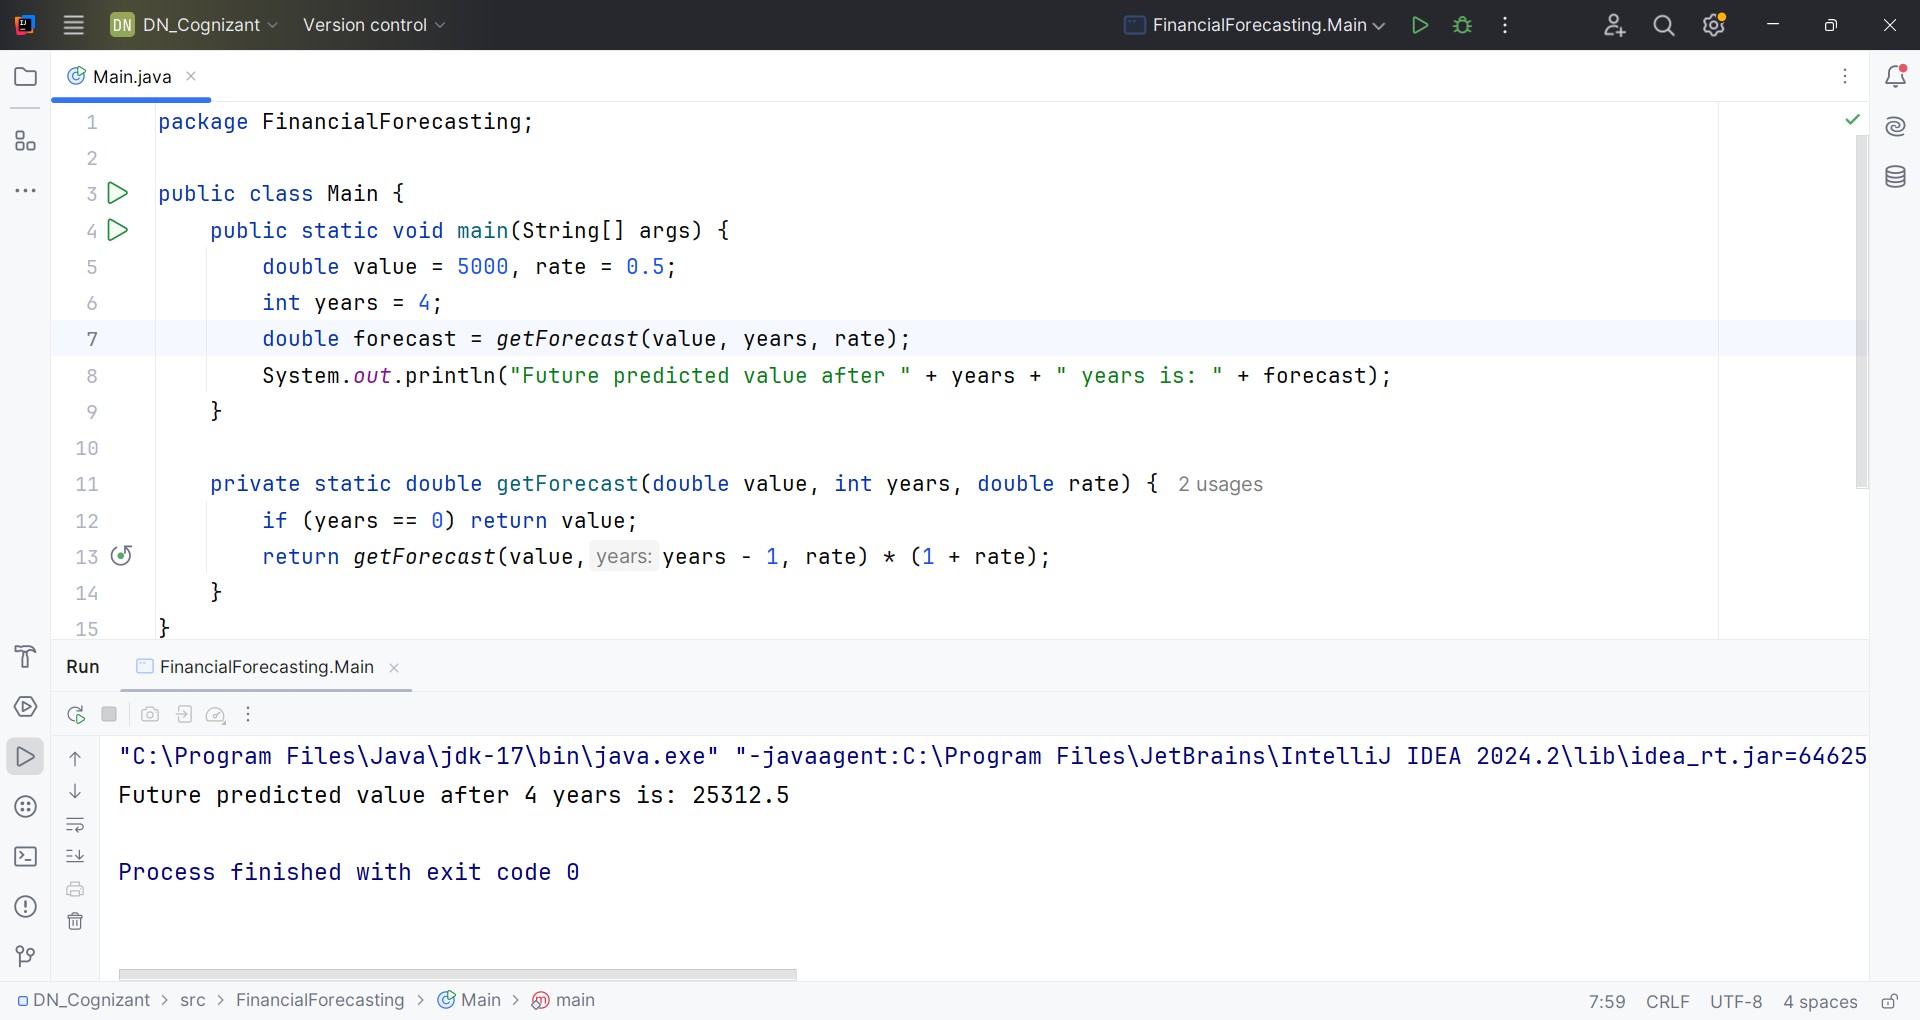 DN DN_Cognizant Version control FinancialForecasting.Main
Main.java
1 package FinancialForecasting;
2
3 public class Main {
4 public static void main(String[] args) {
5 double value = 5000, rate = 0.5;
6 int years = 4;
7 double forecast = getForecast(value, years, rate);
8 System.out.println("Future predicted value after " + years + " years is: " + forecast);
9 }
10
11 private static double getForecast(double value, int years, double rate) { 2 usages
12 if (years == 0) return value;
13 return getForecast(value, years: years - 1, rate) * (1 + rate);
14 }
15 }
Run FinancialForecasting.Main
"C:\Program Files\Java\jdk-17\bin\java.exe" "-javaagent:C:\Program Files\JetBrains\IntelliJ IDEA 2024.2\lib\idea_rt.jar=64625
Future predicted value after 4 years is: 25312.5
Process finished with exit code 0
DN_Cognizant > src > FinancialForecasting > Main > main 7:59 CRLF UTF-8 4 spaces